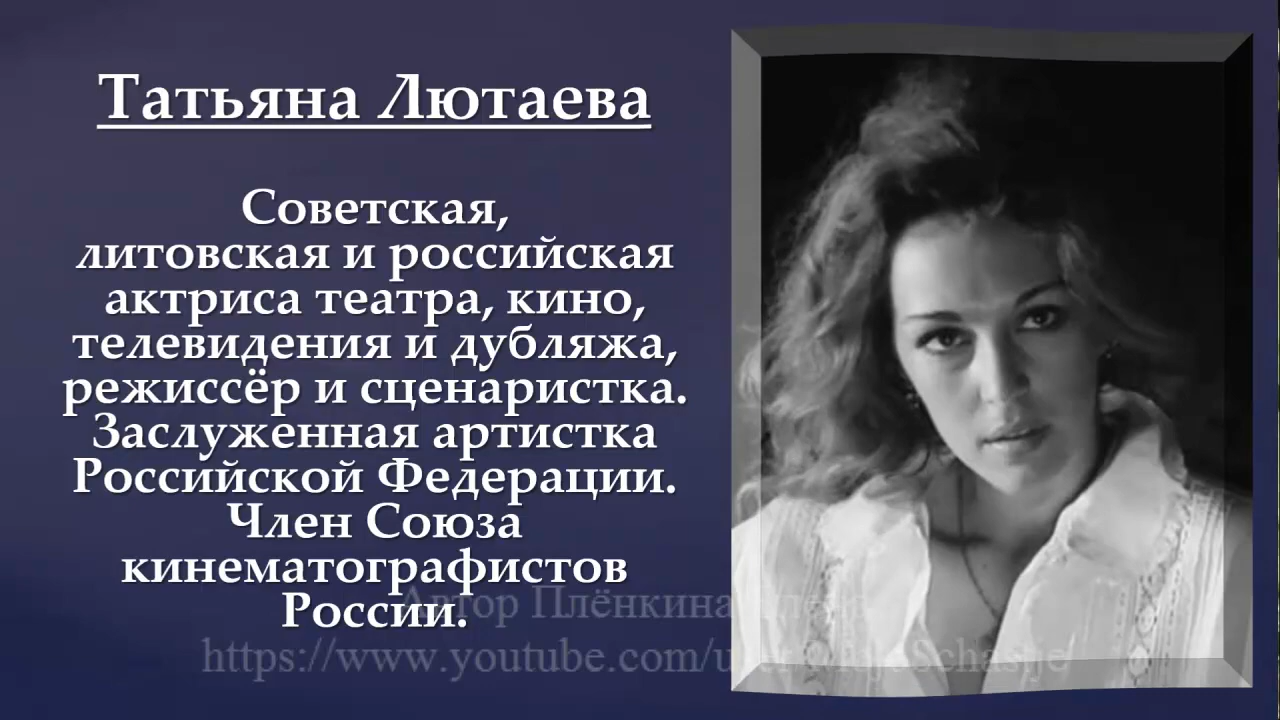 Татьяна Лютаева
Советская,
литовская и российская
актриса театра, кино,
телевидения и дубляжа,
режиссёр и сценаристка.
Заслуженная артистка
Российской Федерации.
Член Союза
кинематографистов
России.
Автор Плёнкина
https://www.youtube.com/